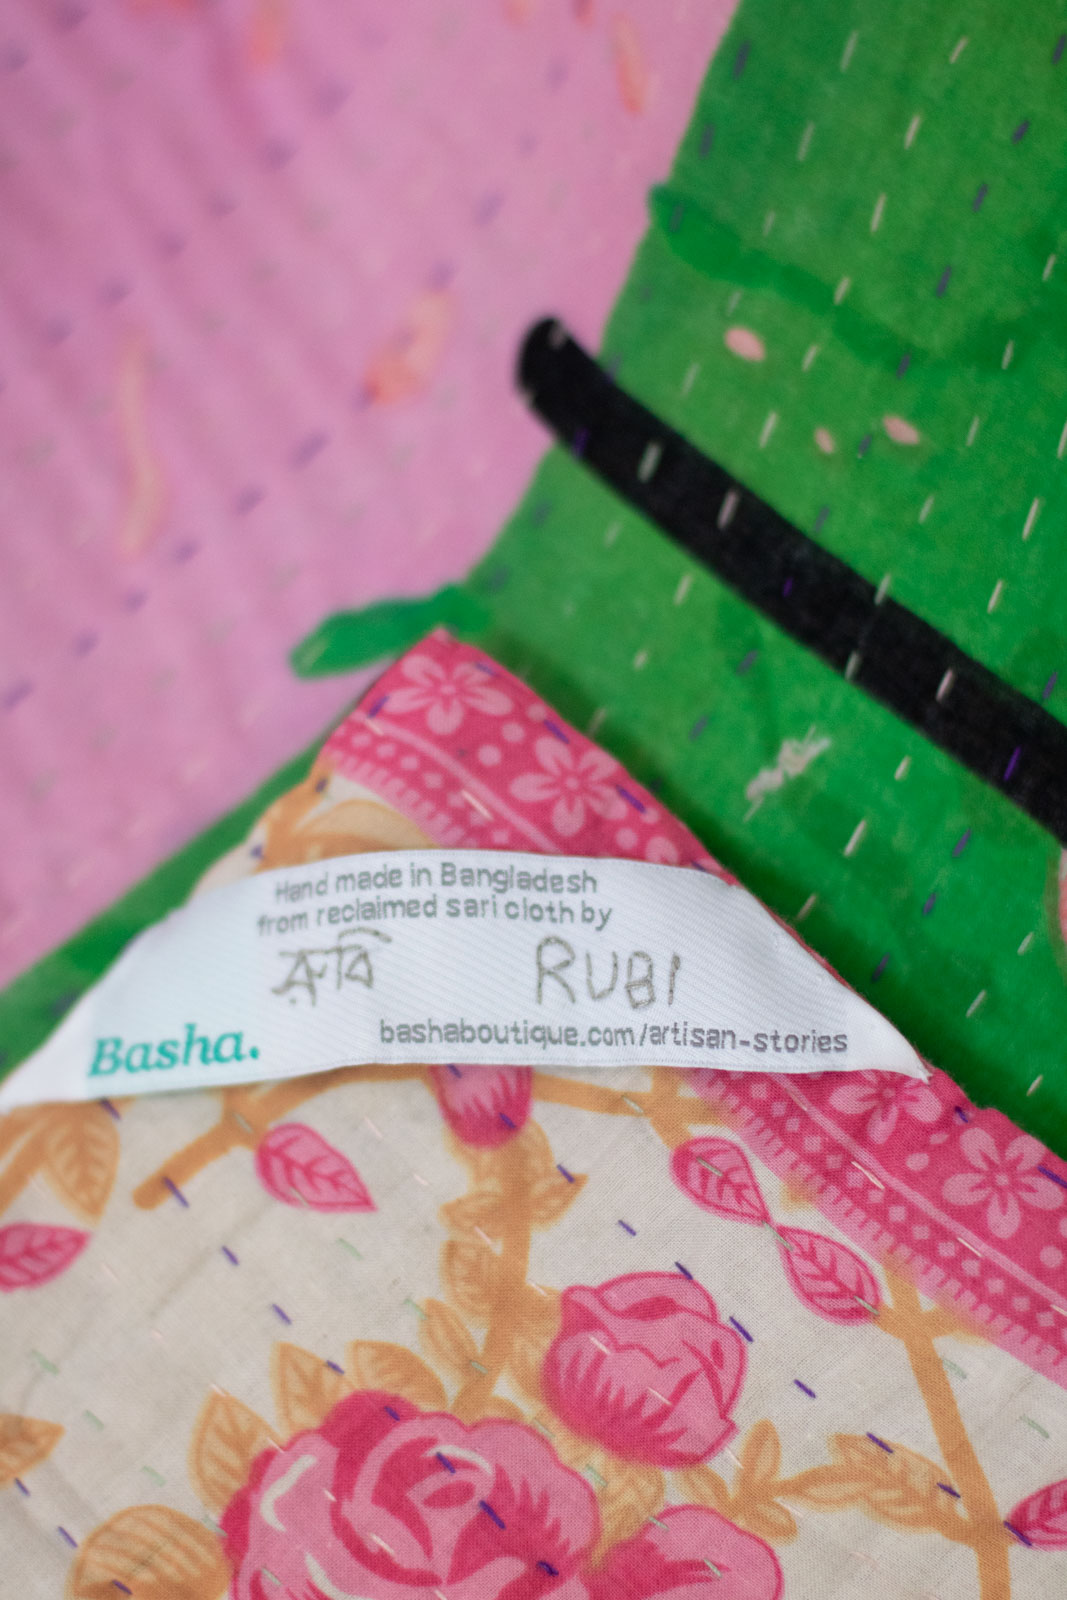 Hand made in Bangladesh
from reclaimed sari cloth by
রুবি RUBI
bashaboutique.com/artisan-stories
Basha.